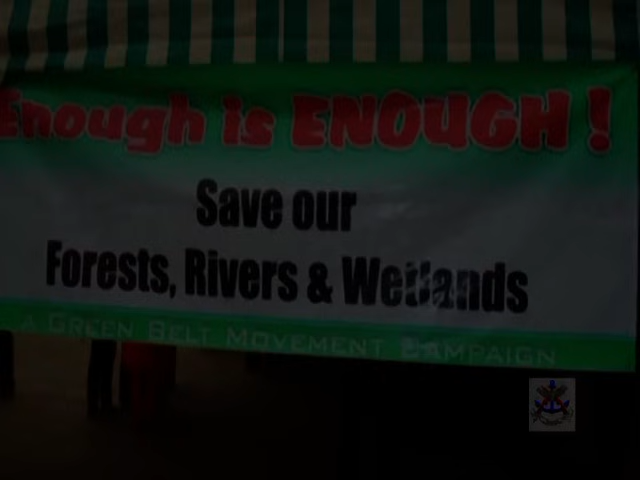 Enough is ENOUGH!
Save our
Forests, Rivers & Wetlands
A GREEN BELT MOVEMENT CAMPAIGN